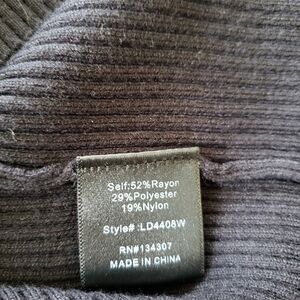 Self:52%Rayon
29%Polyester
19%Nylon
Style# :LD4408W
RN#134307
MADE IN CHINA